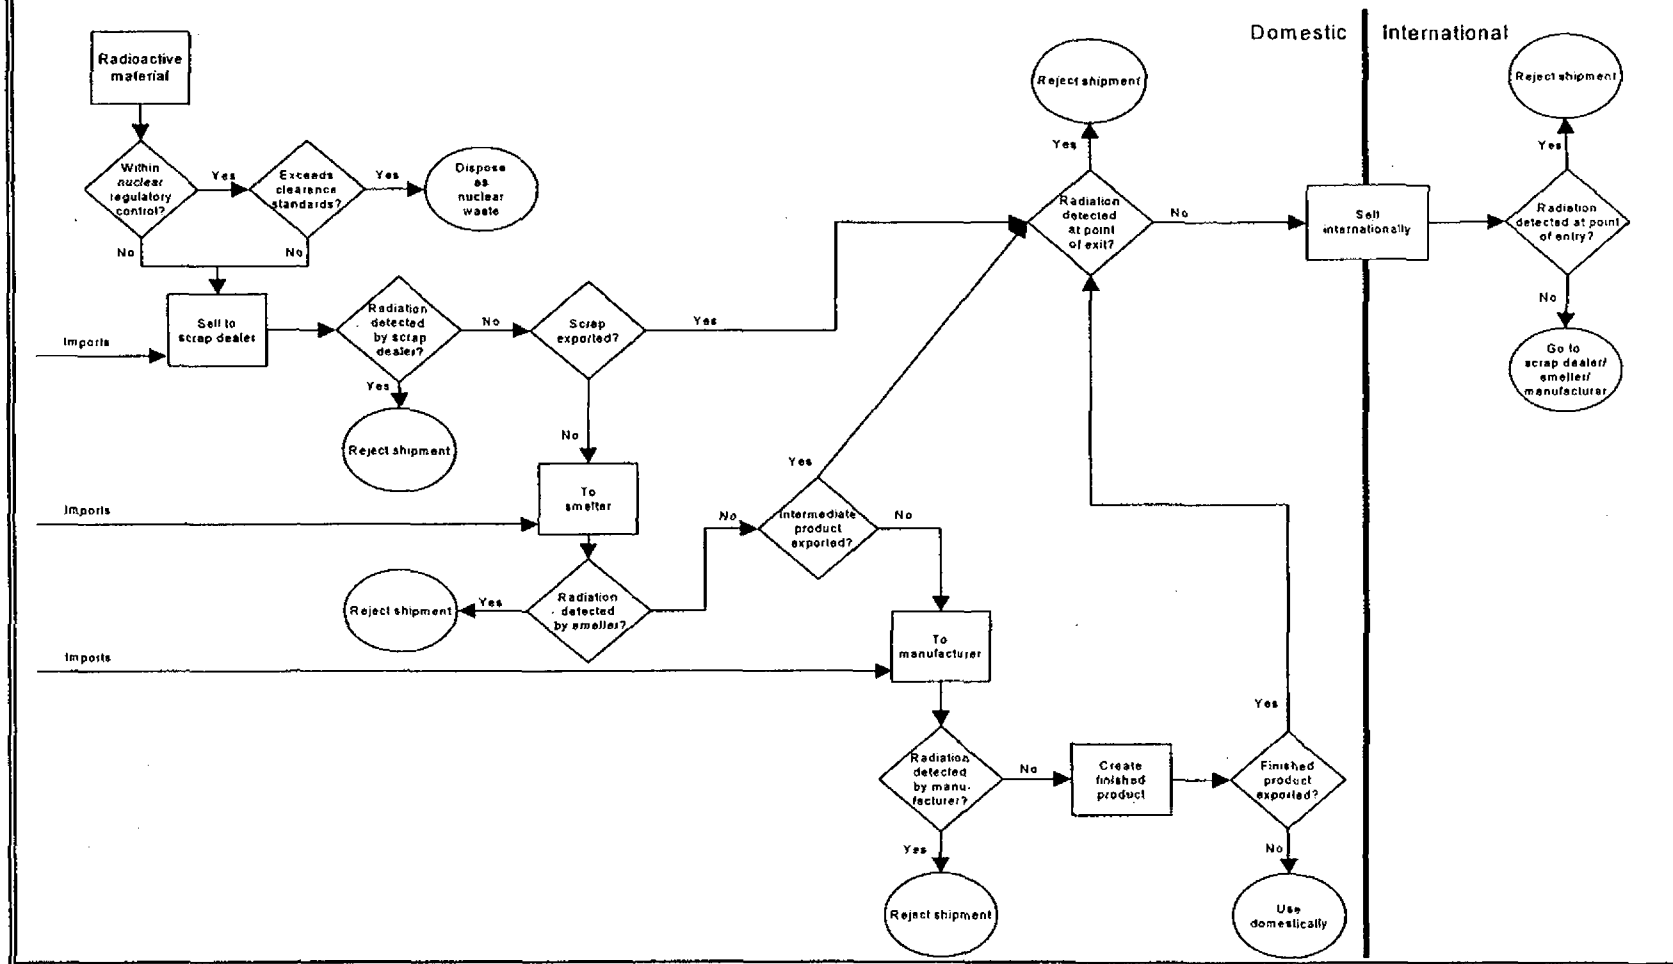 Domestic
International
Radioactive
material
Reject shipment
Reject shipment
Within
nuclear
regulatory
control?
Yes
Exceeds
clearance
standards?
Yes
Dispose
as
nuclear
waste
No
No
Yes
Radiation
detected
at point
of exit?
No
Sell
internationally
Yes
Radiation
detected at point
of entry?
No
Go to
scrap dealer/
smelter/
manufacturer
Imports
Sell to
scrap dealer
Radiation
detected
by scrap
dealer?
No
Scrap
exported?
Yes
Yes
Reject shipment
No
Imports
To
smelter
Radiation
detected
by smelter?
Yes
Reject shipment
No
Intermediate
product
exported?
Yes
No
Imports
To
manufacturer
Radiation
detected
by manu-
facturer?
No
Create
finished
product
Finished
product
exported?
Yes
Yes
Reject shipment
No
Use
domestically